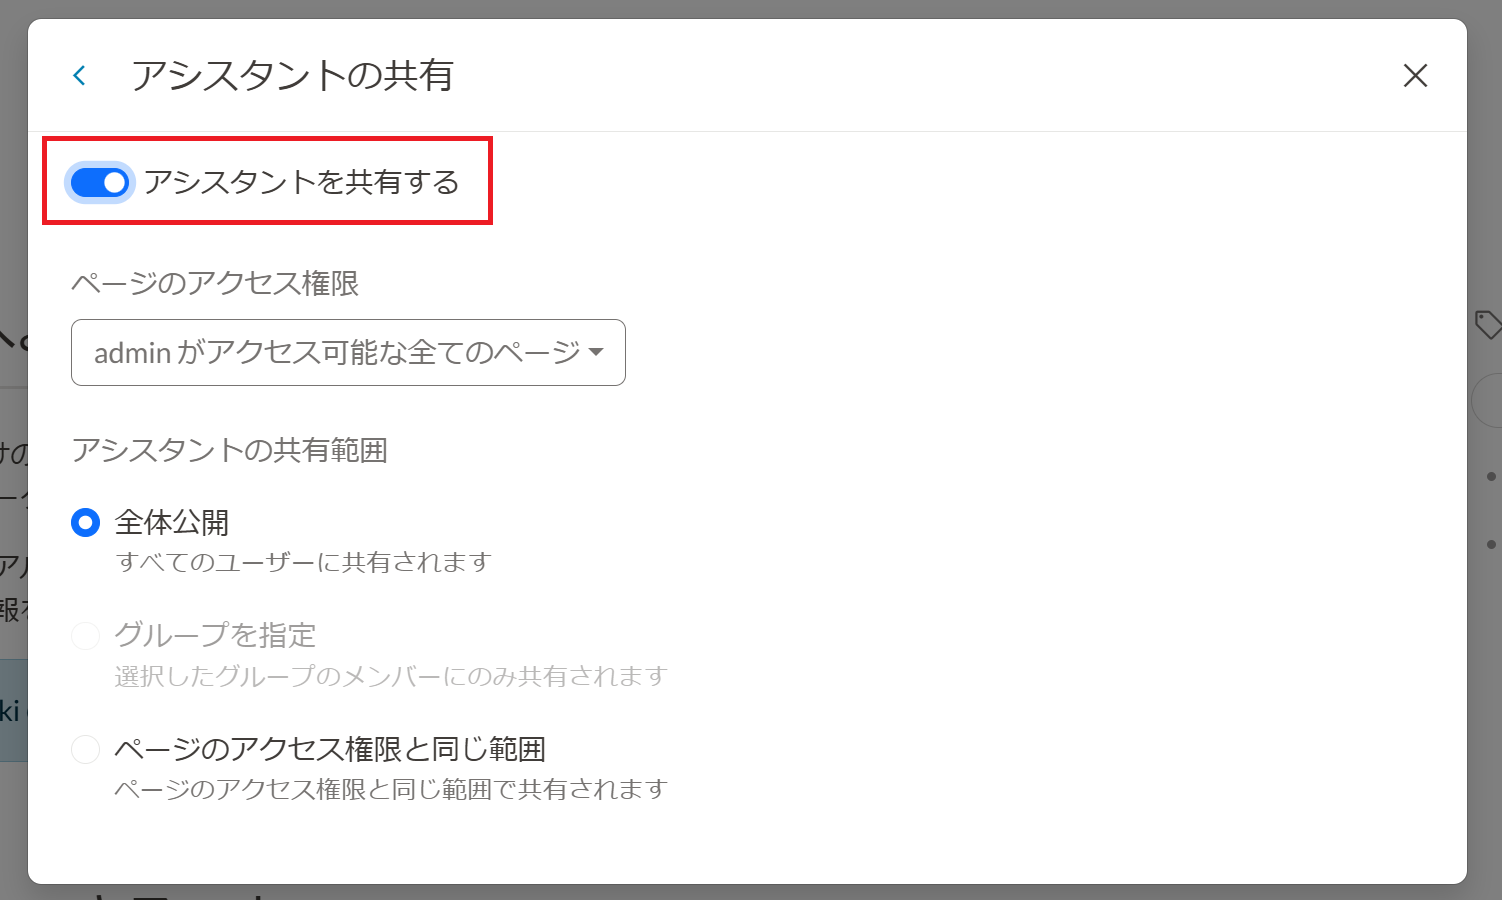 アシスタントの共有
アシスタントを共有する
ページのアクセス権限
admin がアクセス可能な全てのページ
アシスタントの共有範囲
全体公開
すべてのユーザーに共有されます
グループを指定
選択したグループのメンバーにのみ共有されます
ページのアクセス権限と同じ範囲
ページのアクセス権限と同じ範囲で共有されます
ki